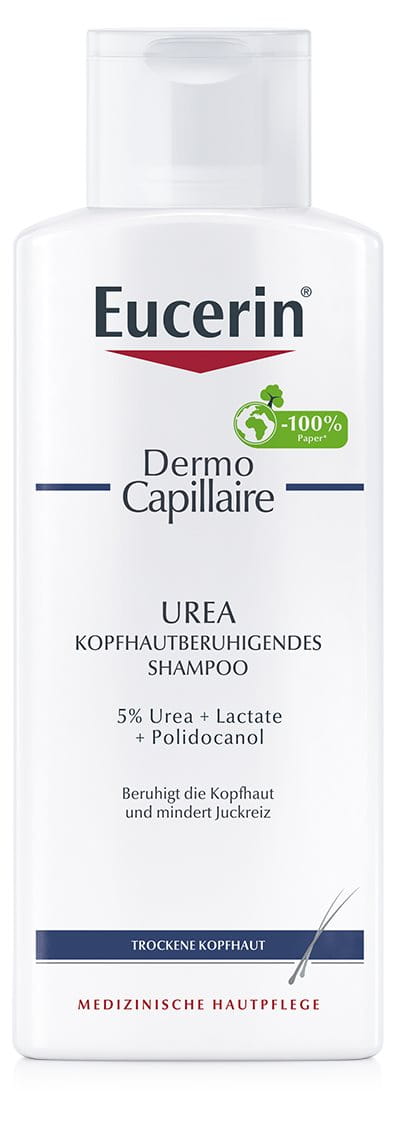 Eucerin®
-100%
Paper*
Dermo
Capillaire
UREA
KOPFHAUTBERUHIGENDES
SHAMPOO
5% Urea + Lactate
+ Polidocanol
Beruhigt die Kopfhaut
und mindert Juckreiz
TROCKENE KOPFHAUT
MEDIZINISCHE HAUTPFLEGE